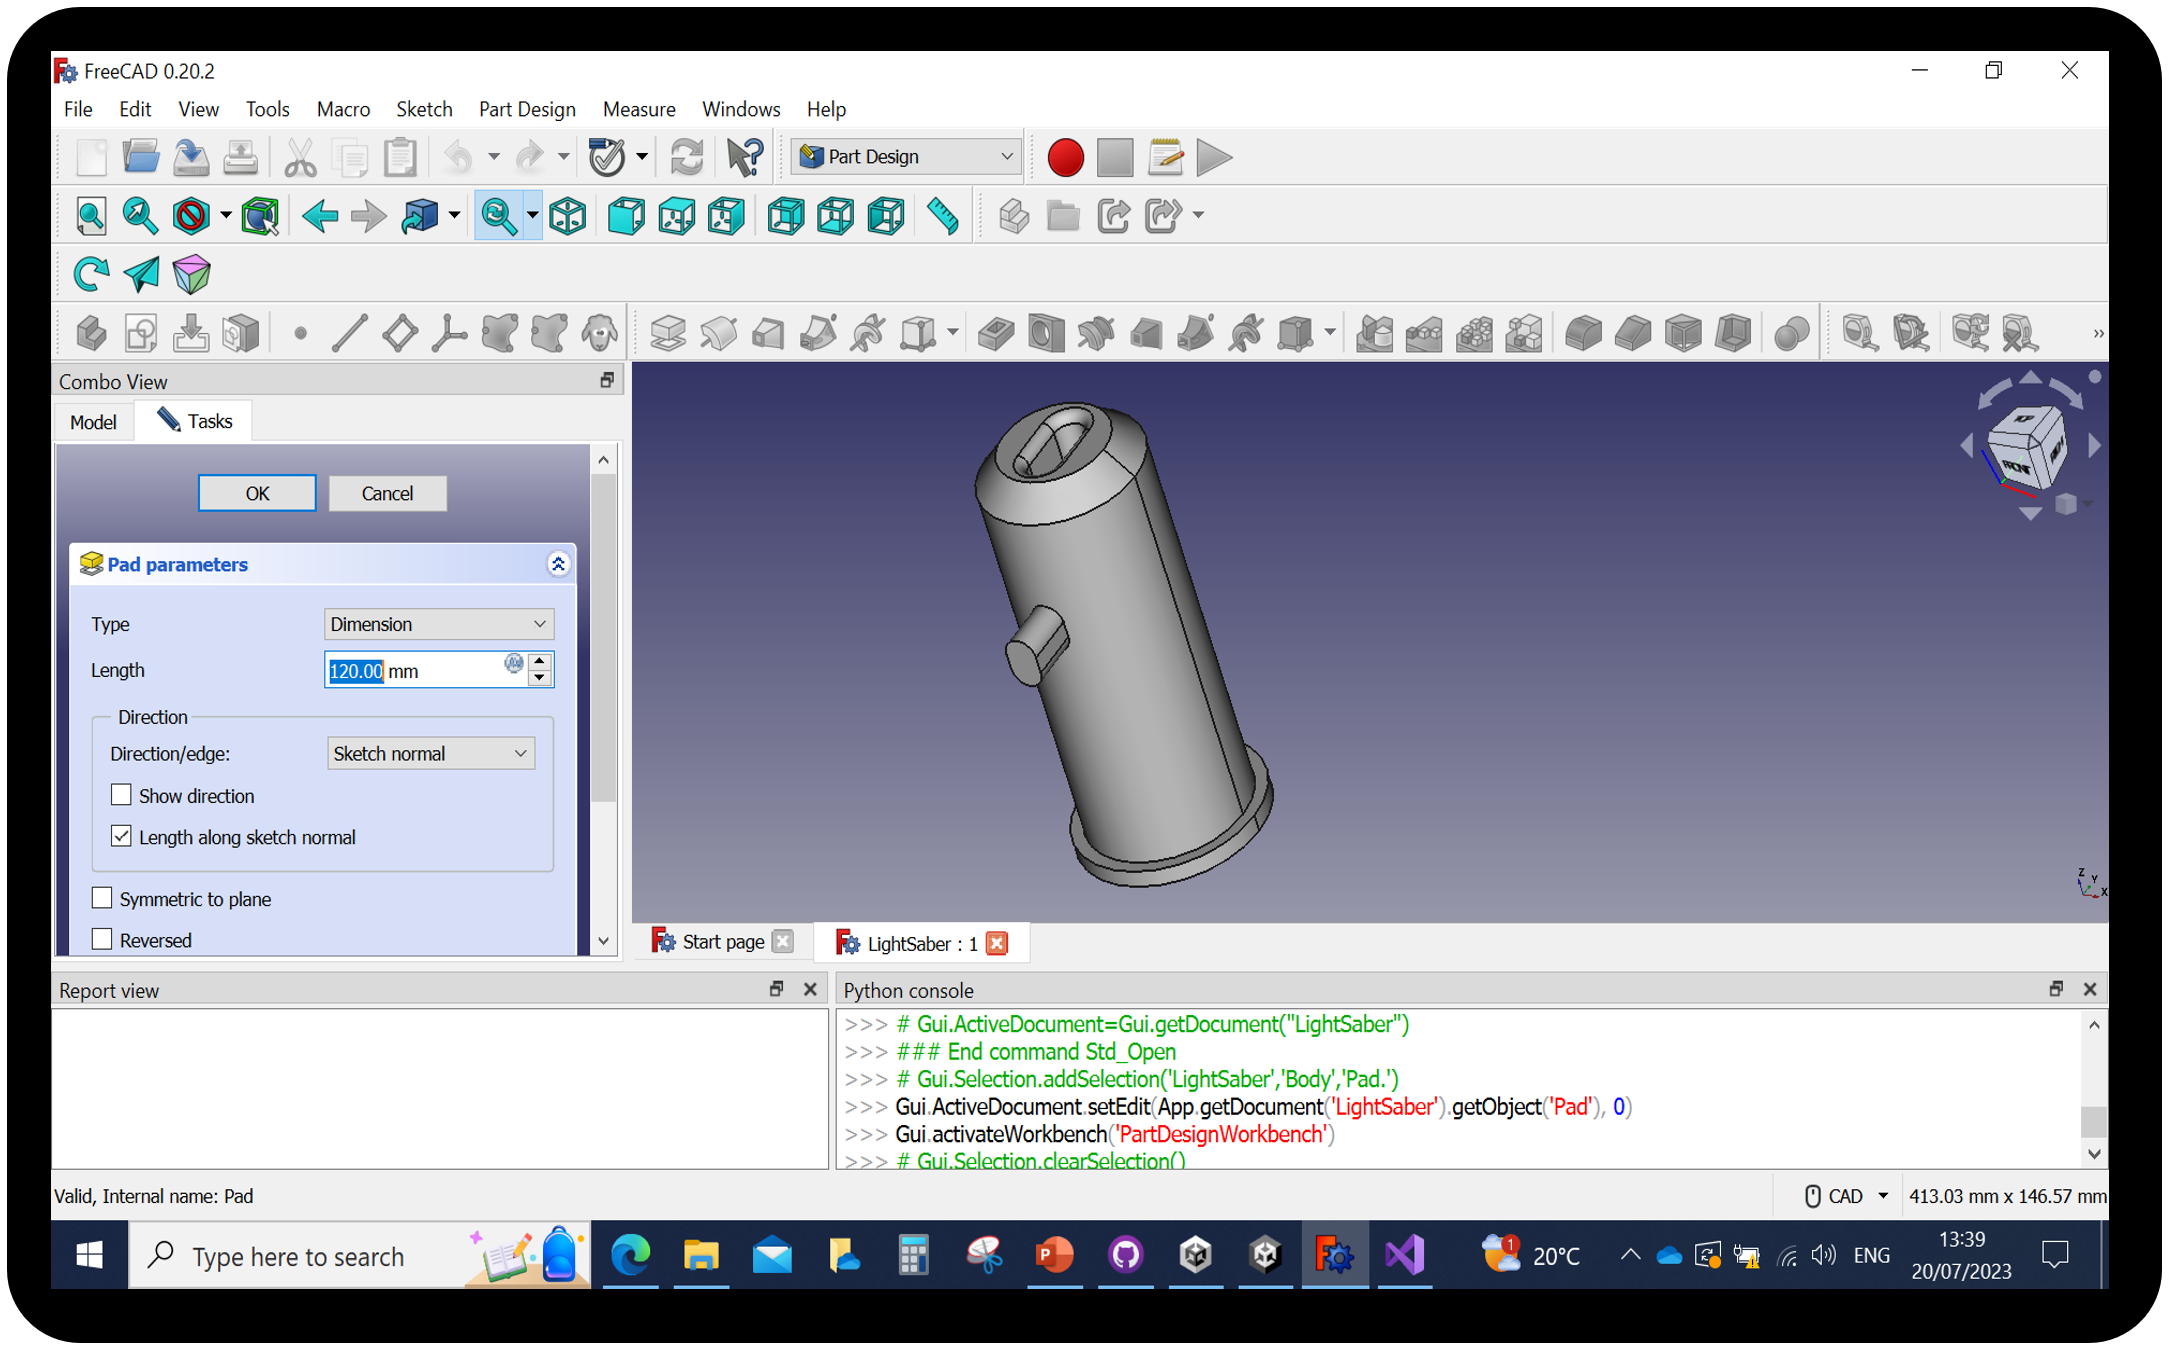 FreeCAD 0.20.2
File Edit View Tools Macro Sketch Part Design Measure Windows Help
Part Design
Combo View
Model Tasks
OK Cancel
Pad parameters
Type Dimension
Length 120.00 mm
Direction
Direction/edge: Sketch normal
Show direction
Length along sketch normal
Symmetric to plane
Reversed
TOP
FRONT
Z
Y
X
Start page LightSaber : 1
Report view
Python console
>>> # Gui.ActiveDocument=Gui.getDocument("LightSaber")
>>> ### End command Std_Open
>>> # Gui.Selection.addSelection('LightSaber','Body','Pad.')
>>> Gui.ActiveDocument.setEdit(App.getDocument('LightSaber').getObject('Pad'), 0)
>>> Gui.activateWorkbench('PartDesignWorkbench')
>>> # Gui.Selection.clearSelection()
Valid, Internal name: Pad
CAD 413.03 mm x 146.57 mm
Type here to search
1
20°C
ENG
13:39
20/07/2023